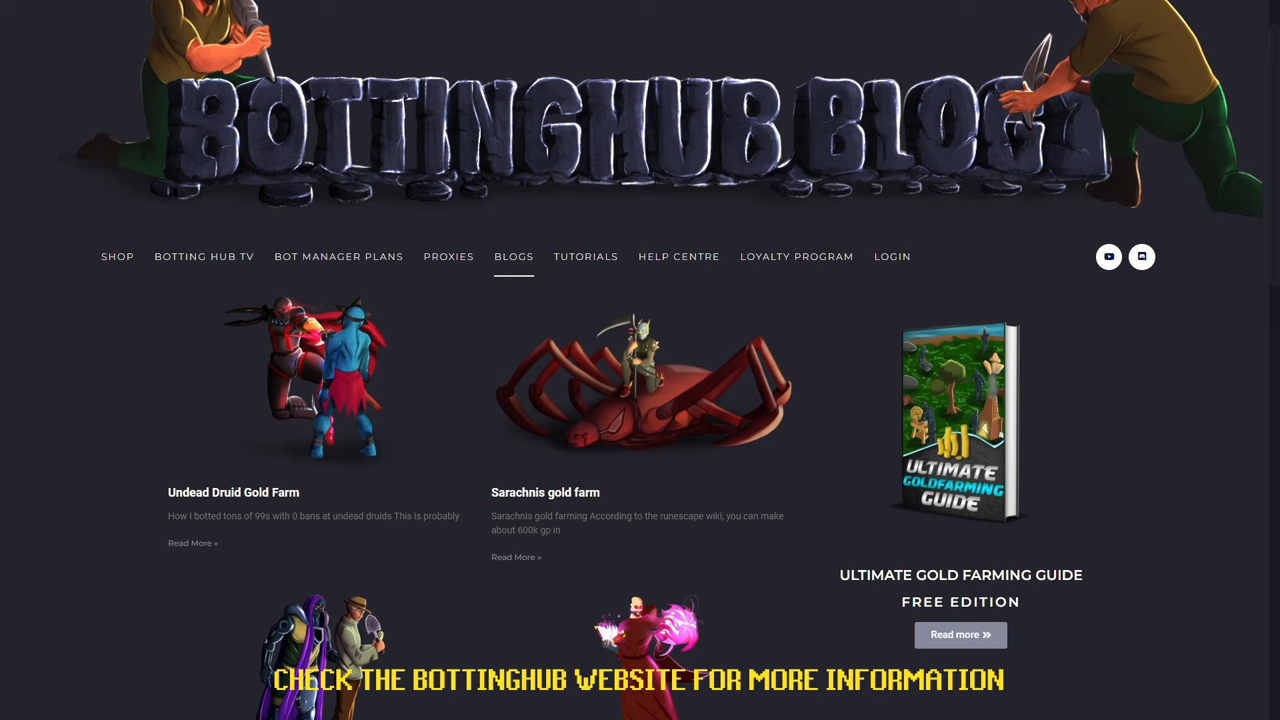 BOTTINGHUB BLOG
SHOP BOTTING HUB TV BOT MANAGER PLANS PROXIES BLOGS TUTORIALS HELP CENTRE LOYALTY PROGRAM LOGIN
ULTIMATE
GOLDFARMING
GUIDE
Undead Druid Gold Farm
How I botted tons of 99s with 0 bans at undead druids This is probably
Read More »
Sarachnis gold farm
Sarachnis gold farming According to the runescape wiki, you can make
about 600k gp in
Read More »
ULTIMATE GOLD FARMING GUIDE
FREE EDITION
Read more »
CHECK THE BOTTINGHUB WEBSITE FOR MORE INFORMATION